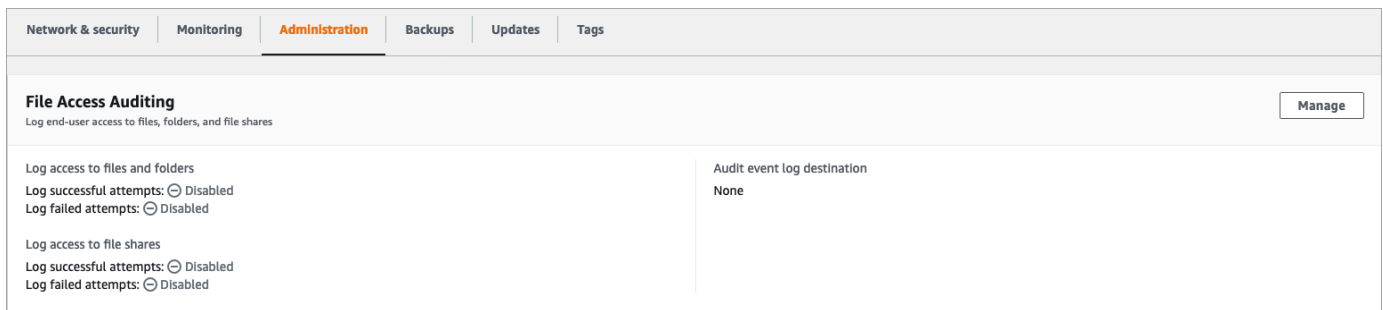 Network & security
Monitoring
Administration
Backups
Updates
Tags
File Access Auditing
Log end-user access to files, folders, and file shares
Manage
Log access to files and folders
Log successful attempts: Disabled
Log failed attempts: Disabled
Log access to file shares
Log successful attempts: Disabled
Log failed attempts: Disabled
Audit event log destination
None